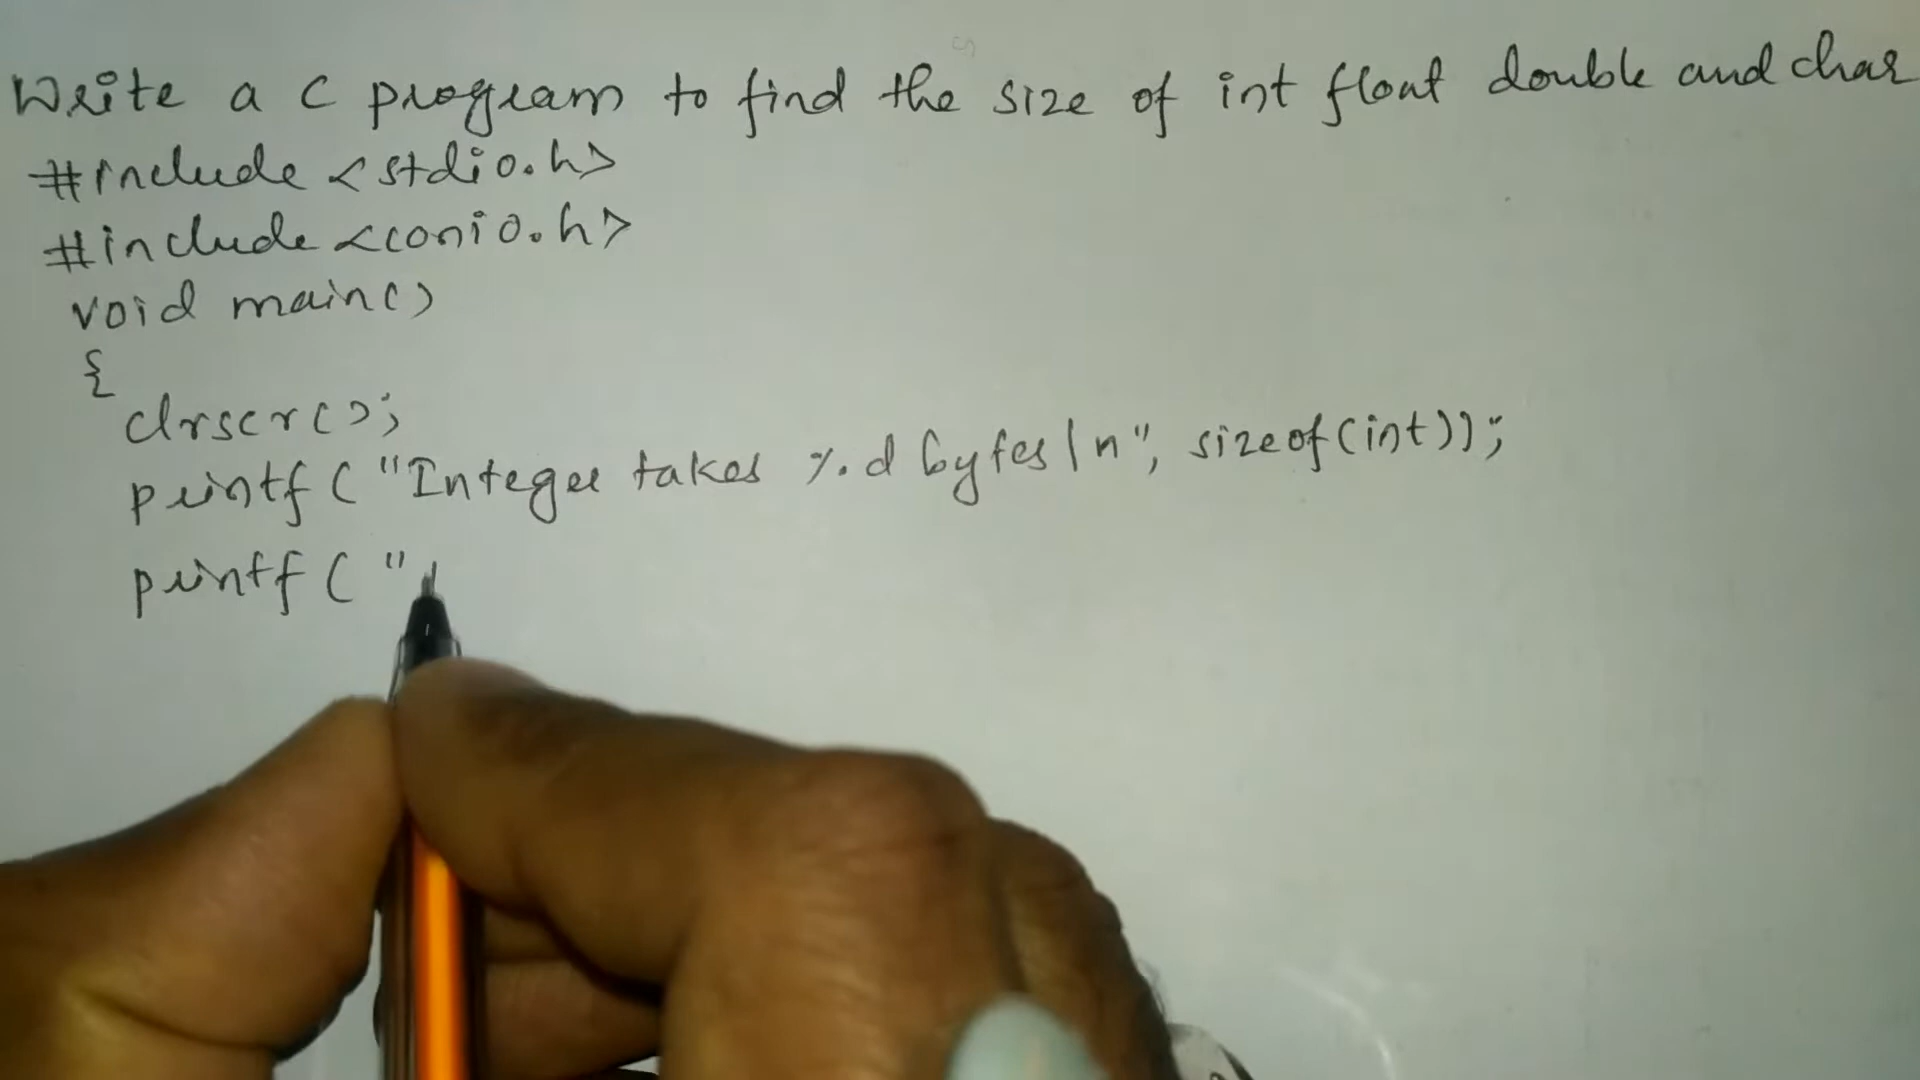 Write a C program to find the size of int float double and char
#include <stdio.h>
#include <conio.h>
void main()
{
clrscr();
printf ("Integer takes %d bytes\n", sizeof(int));
printf ("